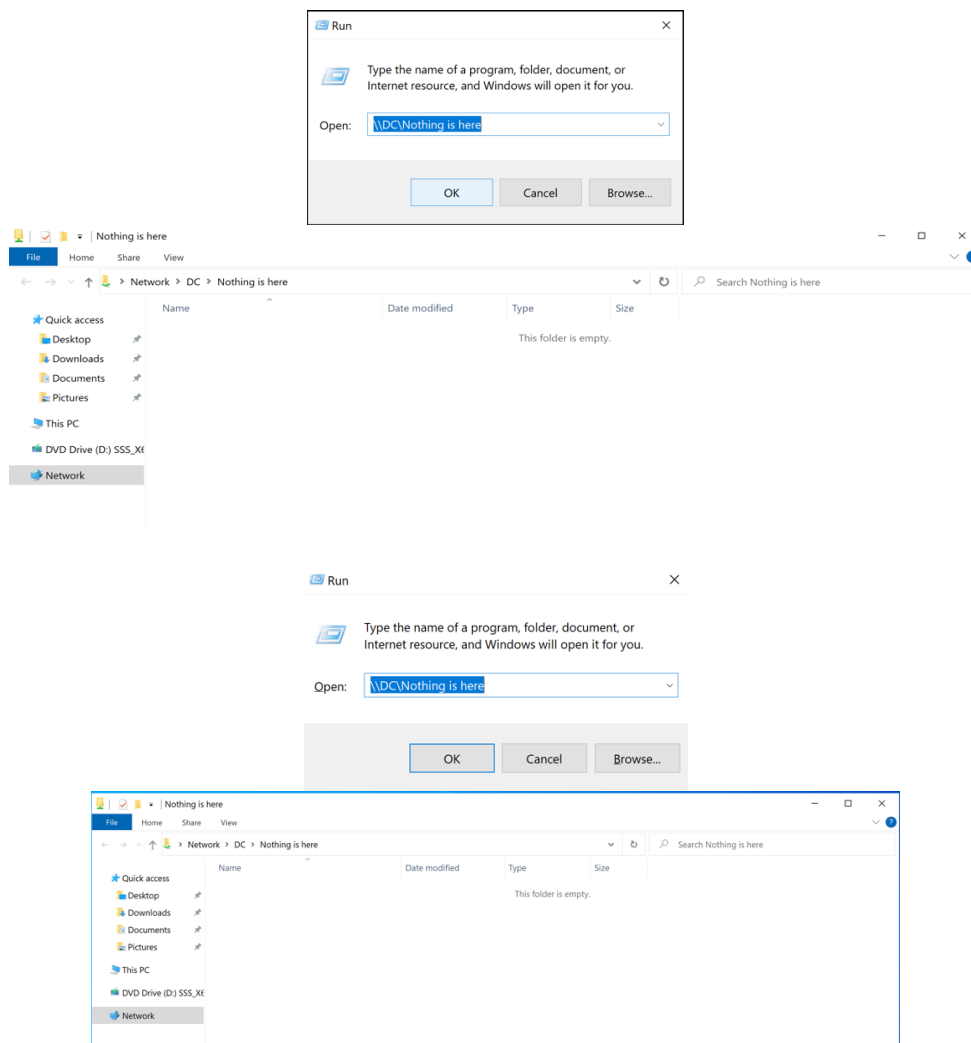 Run
Type the name of a program, folder, document, or
Internet resource, and Windows will open it for you.
Open: \\DC\Nothing is here
OK Cancel Browse...
Nothing is here
File Home Share View
Network > DC > Nothing is here
Search Nothing is here
Name Date modified Type Size
Quick access
This folder is empty.
Desktop
Downloads
Documents
Pictures
This PC
DVD Drive (D:) SSS_X6
Network
Run
Type the name of a program, folder, document, or
Internet resource, and Windows will open it for you.
Open: \\DC\Nothing is here
OK Cancel Browse...
Nothing is here
File Home Share View
Network > DC > Nothing is here
Search Nothing is here
Name Date modified Type Size
Quick access
This folder is empty.
Desktop
Downloads
Documents
Pictures
This PC
DVD Drive (D:) SSS_X6
Network